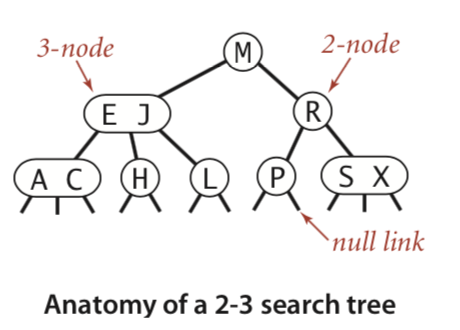 M
3-node
2-node
E J
R
A C
H
L
P
S X
null link
Anatomy of a 2-3 search tree